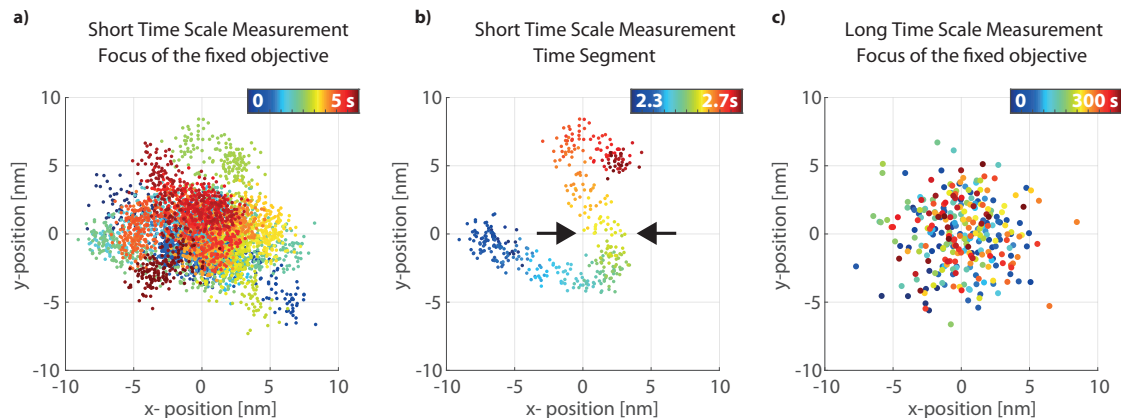 a)
Short Time Scale Measurement
Focus of the fixed objective
0 5 s
10
5
0
-5
-10
y-position [nm]
-10 -5 0 5 10
x- position [nm]
b)
Short Time Scale Measurement
Time Segment
2.3 2.7s
10
5
0
-5
-10
y-position [nm]
-10 -5 0 5 10
x- position [nm]
c)
Long Time Scale Measurement
Focus of the fixed objective
0 300 s
10
5
0
-5
-10
y-position [nm]
-10 -5 0 5 10
x- position [nm]